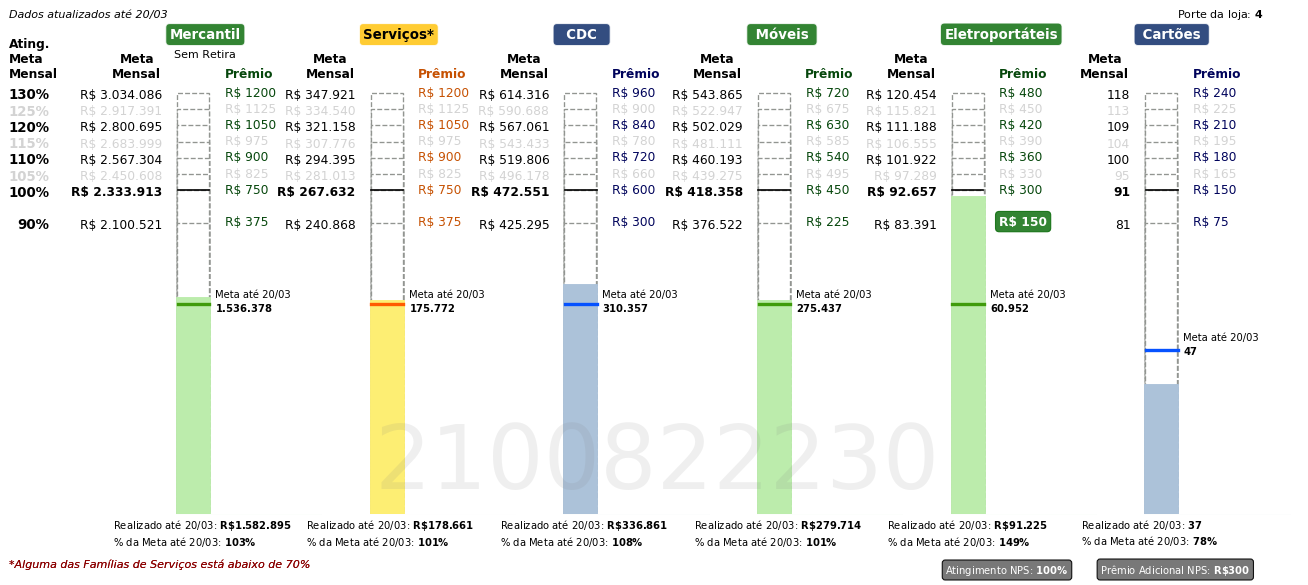 Dados atualizados até 20/03
Porte da loja: 4
Mercantil Serviços* CDC Móveis Eletroportáteis Cartões
Sem Retira
Ating. Meta Mensal
Meta Mensal Prêmio Meta Mensal Prêmio Meta Mensal Prêmio Meta Mensal Prêmio Meta Mensal Prêmio Meta Mensal Prêmio
130% R$ 3.034.086 R$ 1200 R$ 347.921 R$ 1200 R$ 614.316 R$ 960 R$ 543.865 R$ 720 R$ 120.454 R$ 480 118 R$ 240
125% R$ 2.917.391 R$ 1125 R$ 334.540 R$ 1125 R$ 590.688 R$ 900 R$ 522.947 R$ 675 R$ 115.821 R$ 450 113 R$ 225
120% R$ 2.800.695 R$ 1050 R$ 321.158 R$ 1050 R$ 567.061 R$ 840 R$ 502.029 R$ 630 R$ 111.188 R$ 420 109 R$ 210
115% R$ 2.683.999 R$ 975 R$ 307.776 R$ 975 R$ 543.433 R$ 780 R$ 481.111 R$ 585 R$ 106.555 R$ 390 104 R$ 195
110% R$ 2.567.304 R$ 900 R$ 294.395 R$ 900 R$ 519.806 R$ 720 R$ 460.193 R$ 540 R$ 101.922 R$ 360 100 R$ 180
105% R$ 2.450.608 R$ 825 R$ 281.013 R$ 825 R$ 496.178 R$ 660 R$ 439.275 R$ 495 R$ 97.289 R$ 330 95 R$ 165
100% R$ 2.333.913 R$ 750 R$ 267.632 R$ 750 R$ 472.551 R$ 600 R$ 418.358 R$ 450 R$ 92.657 R$ 300 91 R$ 150
90% R$ 2.100.521 R$ 375 R$ 240.868 R$ 375 R$ 425.295 R$ 300 R$ 376.522 R$ 225 R$ 83.391 R$ 150 81 R$ 75
Meta até 20/03 Meta até 20/03 Meta até 20/03 Meta até 20/03 Meta até 20/03
1.536.378 175.772 310.357 275.437 60.952
Meta até 20/03
47
2100822230
Realizado até 20/03: R$1.582.895 Realizado até 20/03: R$178.661 Realizado até 20/03: R$336.861 Realizado até 20/03: R$279.714 Realizado até 20/03: R$91.225 Realizado até 20/03: 37
% da Meta até 20/03: 103% % da Meta até 20/03: 101% % da Meta até 20/03: 108% % da Meta até 20/03: 101% % da Meta até 20/03: 149% % da Meta até 20/03: 78%
*Alguma das Famílias de Serviços está abaixo de 70%
Atingimento NPS: 100% Prêmio Adicional NPS: R$300